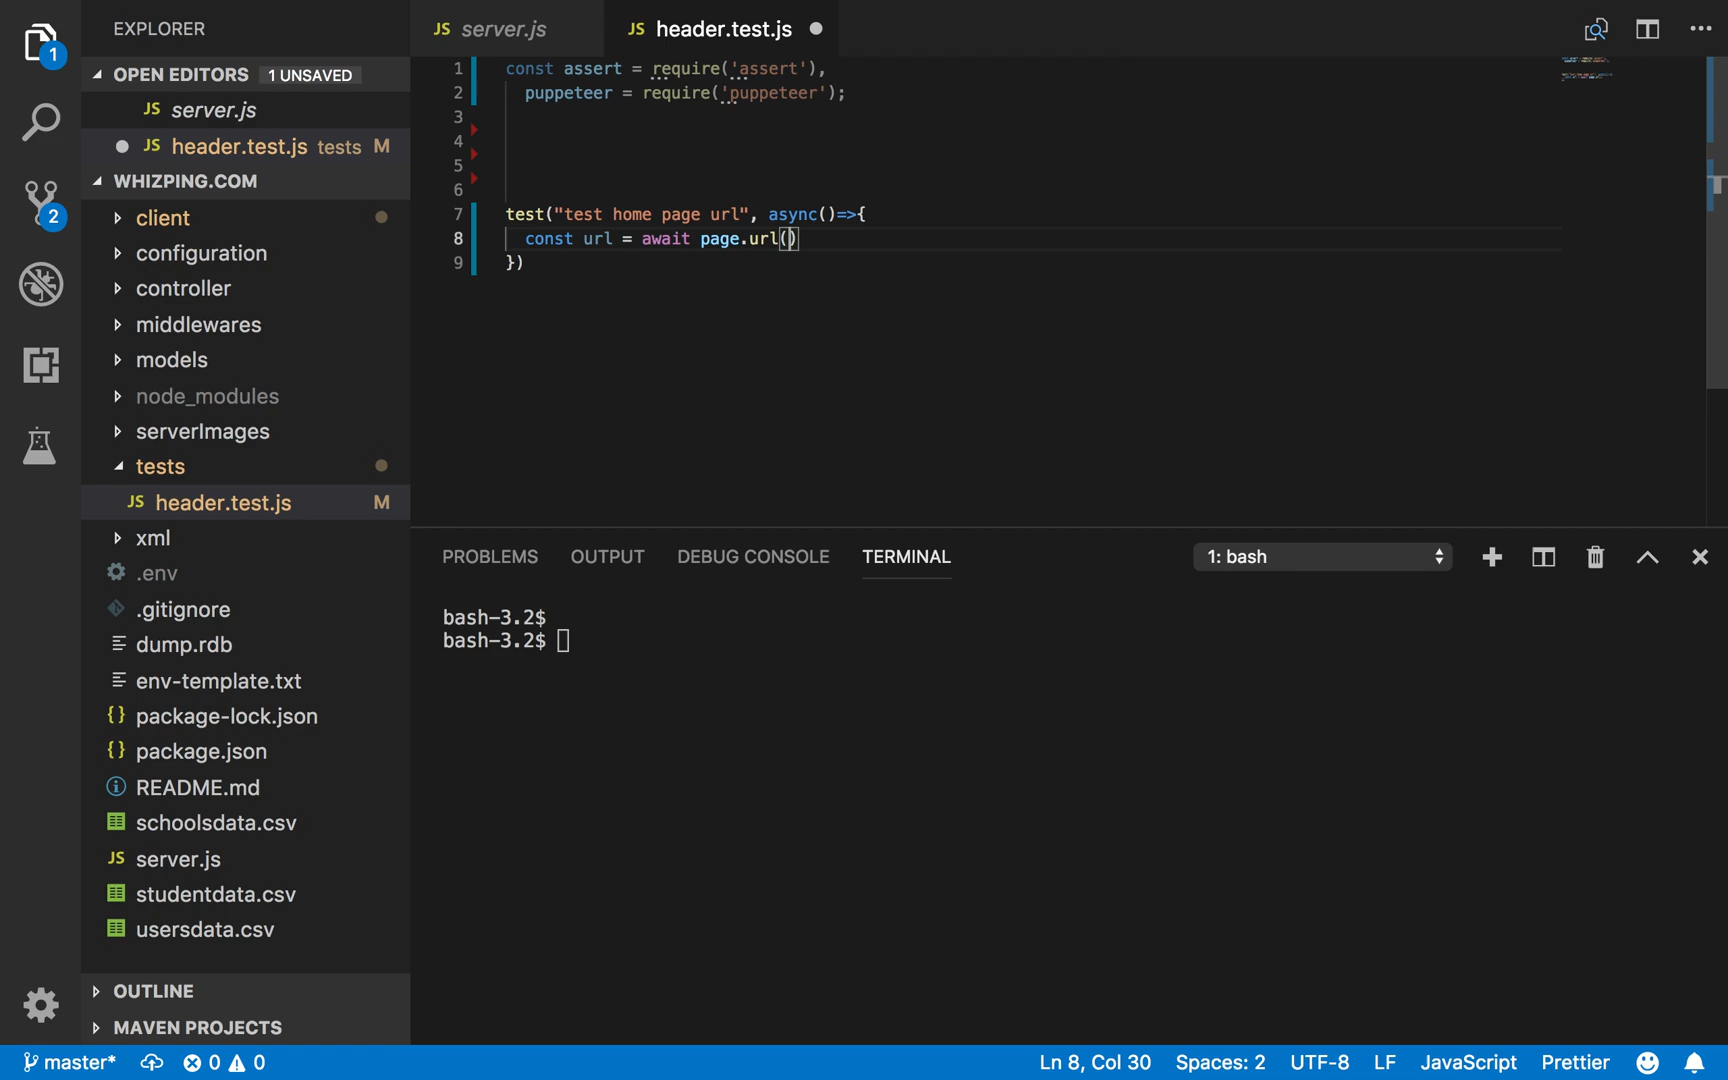 EXPLORER
JS server.js
JS header.test.js
1
OPEN EDITORS 1 UNSAVED
JS server.js
JS header.test.js tests M
WHIZPING.COM
2
client
configuration
controller
middlewares
models
node_modules
serverImages
tests
JS header.test.js M
xml
.env
.gitignore
dump.rdb
env-template.txt
{} package-lock.json
{} package.json
README.md
schoolsdata.csv
JS server.js
studentdata.csv
usersdata.csv
OUTLINE
MAVEN PROJECTS
1 const assert = require('assert'),
2 puppeteer = require('puppeteer');
3
4
5
6
7 test("test home page url", async()=>{
8 const url = await page.url()
9 })
PROBLEMS OUTPUT DEBUG CONSOLE TERMINAL 1: bash
bash-3.2$
bash-3.2$
master* 0 0 Ln 8, Col 30 Spaces: 2 UTF-8 LF JavaScript Prettier